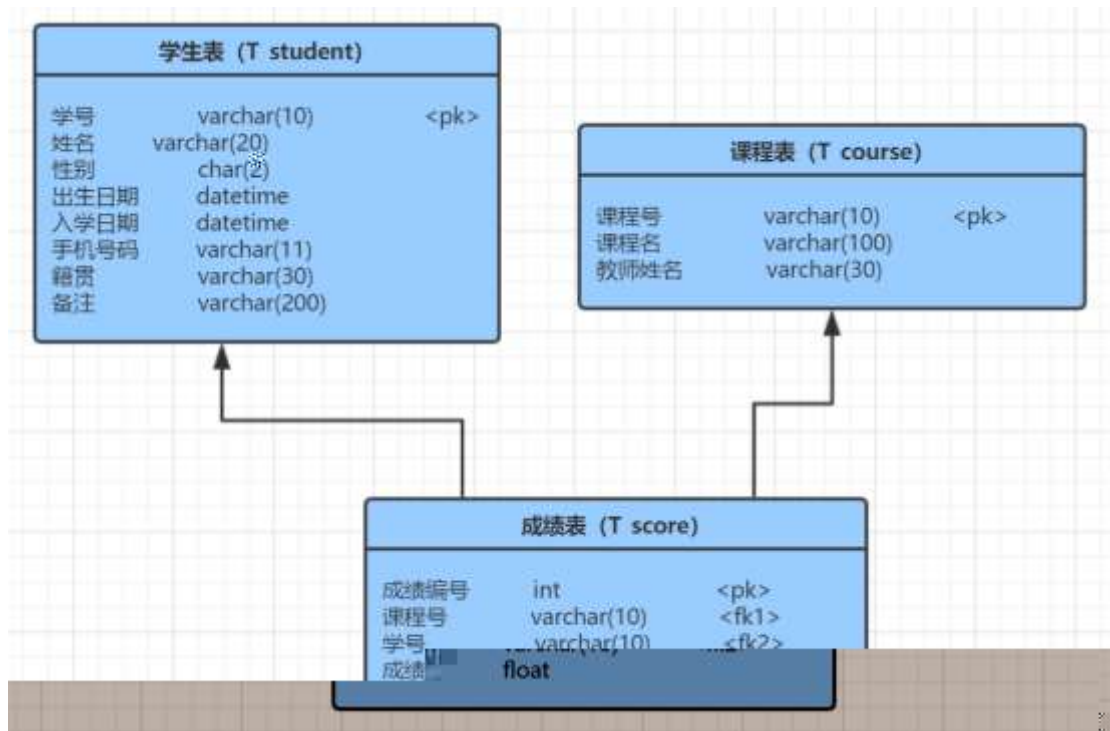 学生表（T student）
学号 varchar(10) <pk>
姓名 varchar(20)
性别 char(2)
出生日期 datetime
入学日期 datetime
手机号码 varchar(11)
籍贯 varchar(30)
备注 varchar(200)
课程表（T course）
课程号 varchar(10) <pk>
课程名 varchar(100)
教师姓名 varchar(30)
成绩表（T score）
成绩编号 int <pk>
课程号 varchar(10) <fk1>
学号 varchar(10) <fk2>
成绩 float